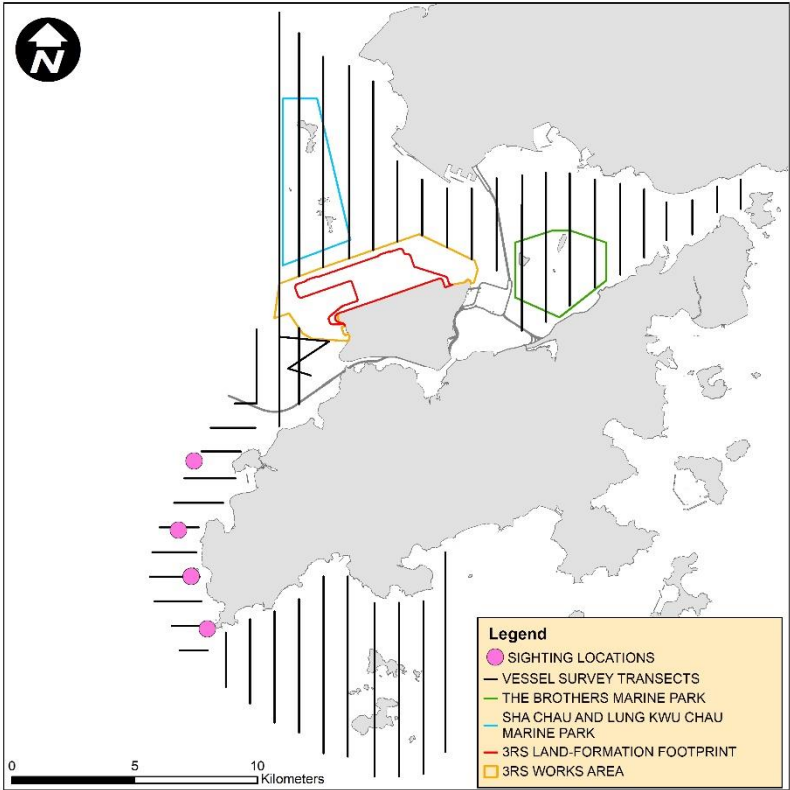 N
Legend
SIGHTING LOCATIONS
VESSEL SURVEY TRANSECTS
THE BROTHERS MARINE PARK
SHA CHAU AND LUNG KWU CHAU
MARINE PARK
3RS LAND-FORMATION FOOTPRINT
3RS WORKS AREA
0 5 10
Kilometers